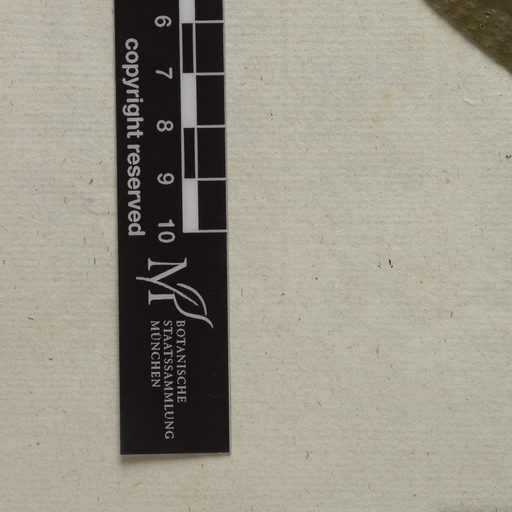 6
7
8
9
10
copyright reserved
M
BOTANISCHE
STAATSSAMMLUNG
MÜNCHEN